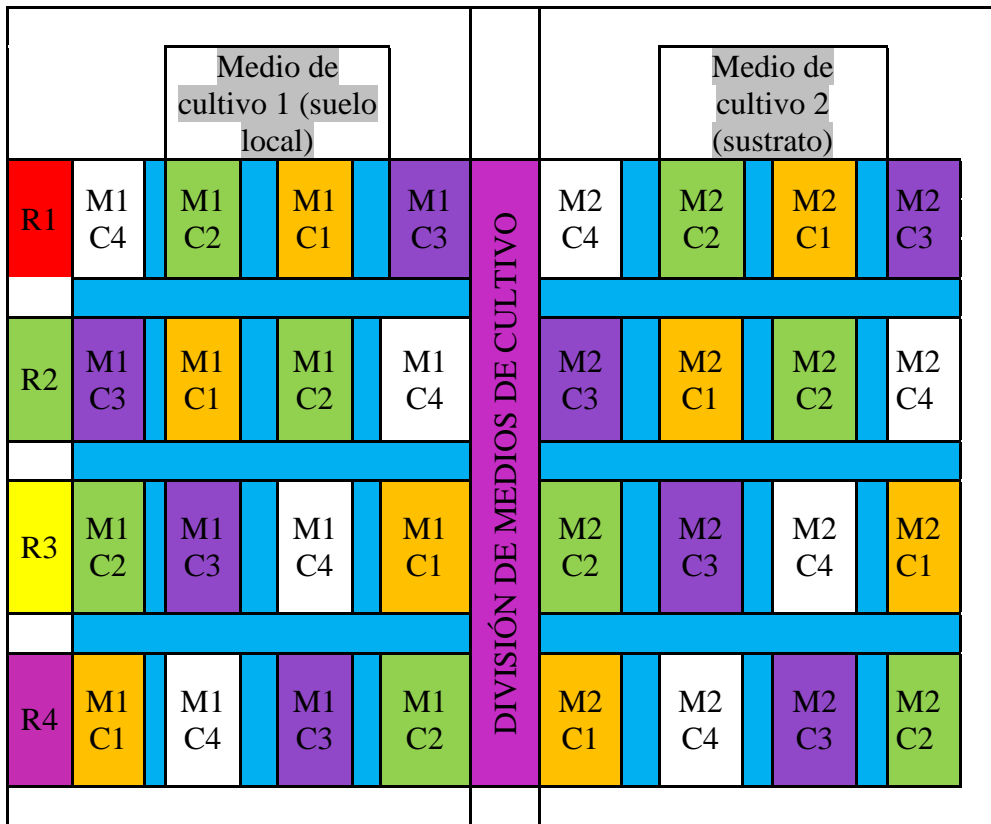 Medio de
cultivo 1 (suelo
local)
Medio de
cultivo 2
(sustrato)
R1
M1
C4
M1
C2
M1
C1
M1
C3
DIVISIÓN DE MEDIOS DE CULTIVO
M2
C4
M2
C2
M2
C1
M2
C3
R2
M1
C3
M1
C1
M1
C2
M1
C4
M2
C3
M2
C1
M2
C2
M2
C4
R3
M1
C2
M1
C3
M1
C4
M1
C1
M2
C2
M2
C3
M2
C4
M2
C1
R4
M1
C1
M1
C4
M1
C3
M1
C2
M2
C1
M2
C4
M2
C3
M2
C2